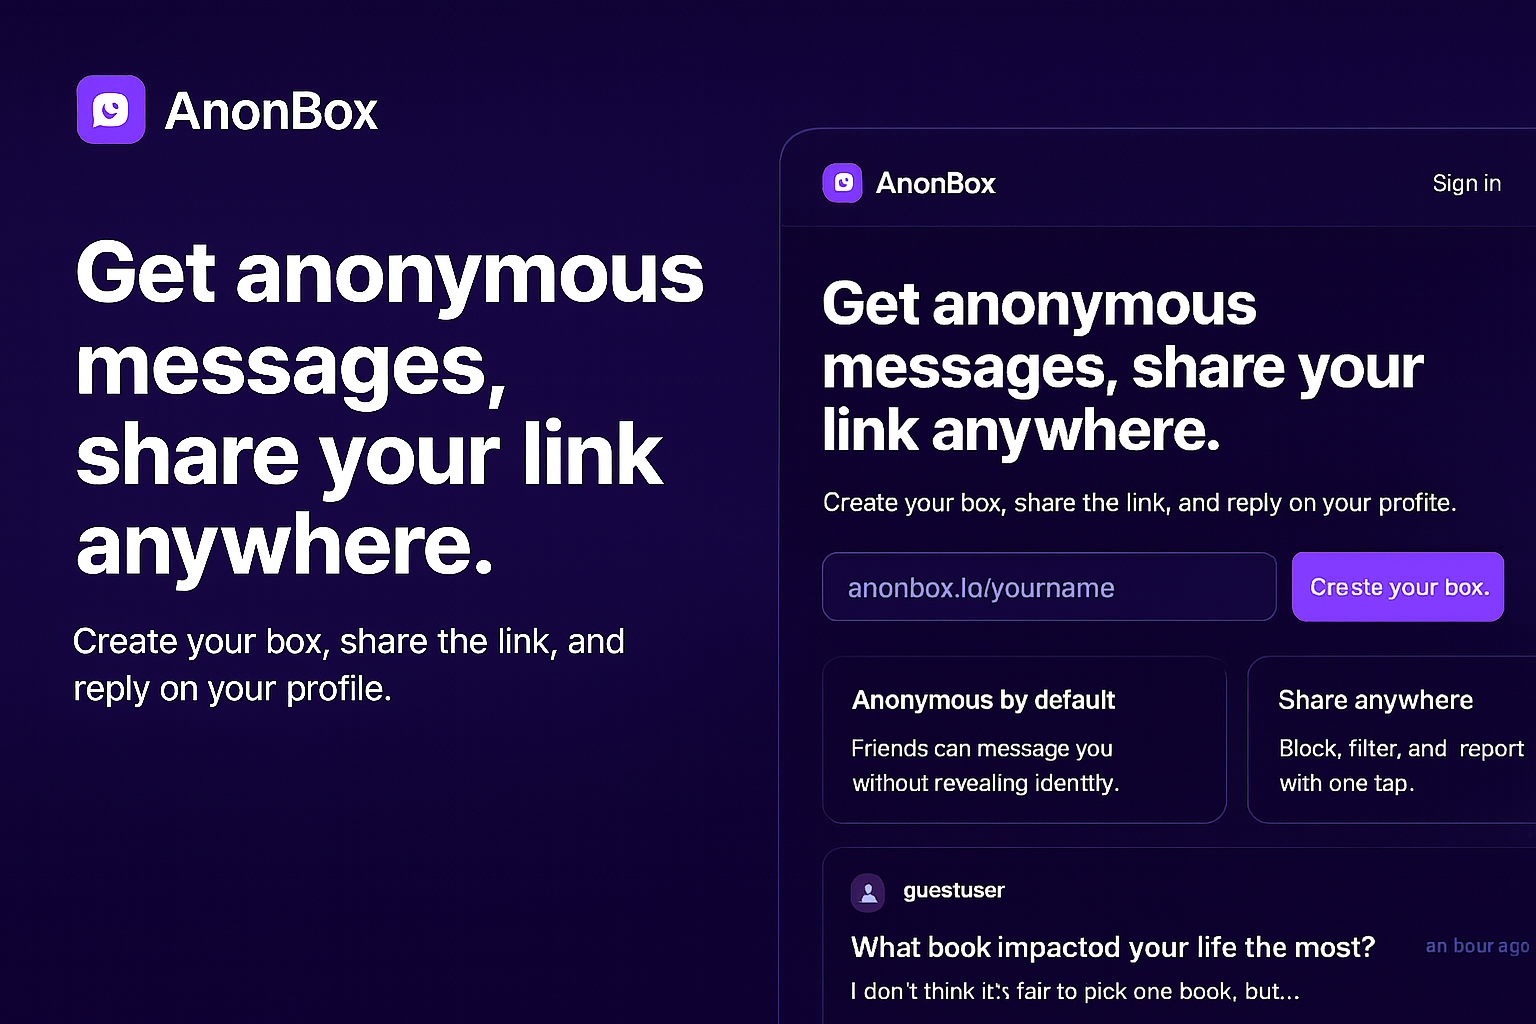 AnonBox
Get anonymous
messages,
share your link
anywhere.
Create your box, share the link, and
reply on your profile.
AnonBox
Sign in
Get anonymous
messages, share your
link anywhere.
Create your box, share the link, and reply on your profite.
anonbox.la/yourname
Creste your box.
Anonymous by default
Friends can message you
without revealing identtfy.
Share anywhere
Block, filter, and report
with one tap.
guestuser
What book impactod your life the most?
an bour ago
I don't think it's fair to pick one book, but...